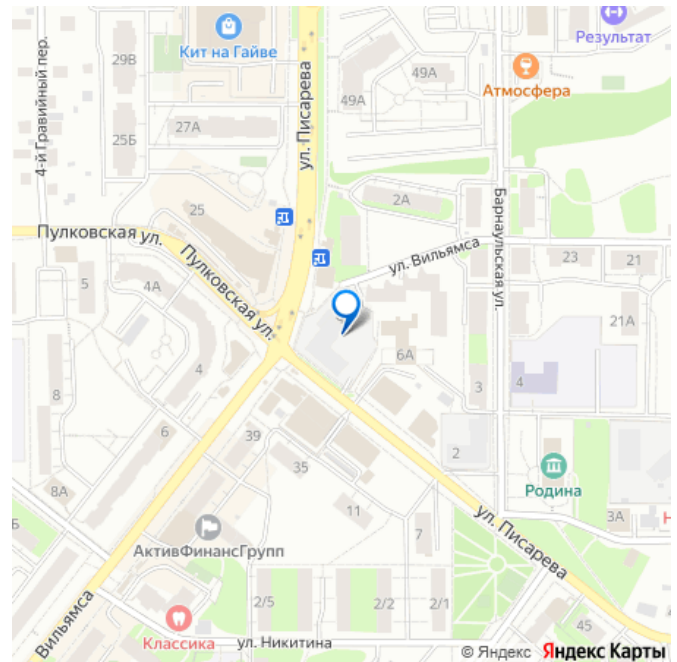 Кит на Гайве
Результат
29В
49А
49А
Атмосфера
4-й Гравийный пер.
ул. Писарева
27А
25Б
2А
25
Барнаульская ул.
Пулковская ул.
ул. Вильямса
23
21
5
4А
Пулковская ул.
21А
6А
4
3
4
8
6
39
2
35
Родина
8А
11
ул. Писарева
3А
Н
Б
7
АктивФинансГрупп
2/5
2/2
2/1
45
Вильямса
Классика
ул. Никитина
© Яндекс Яндекс Карты